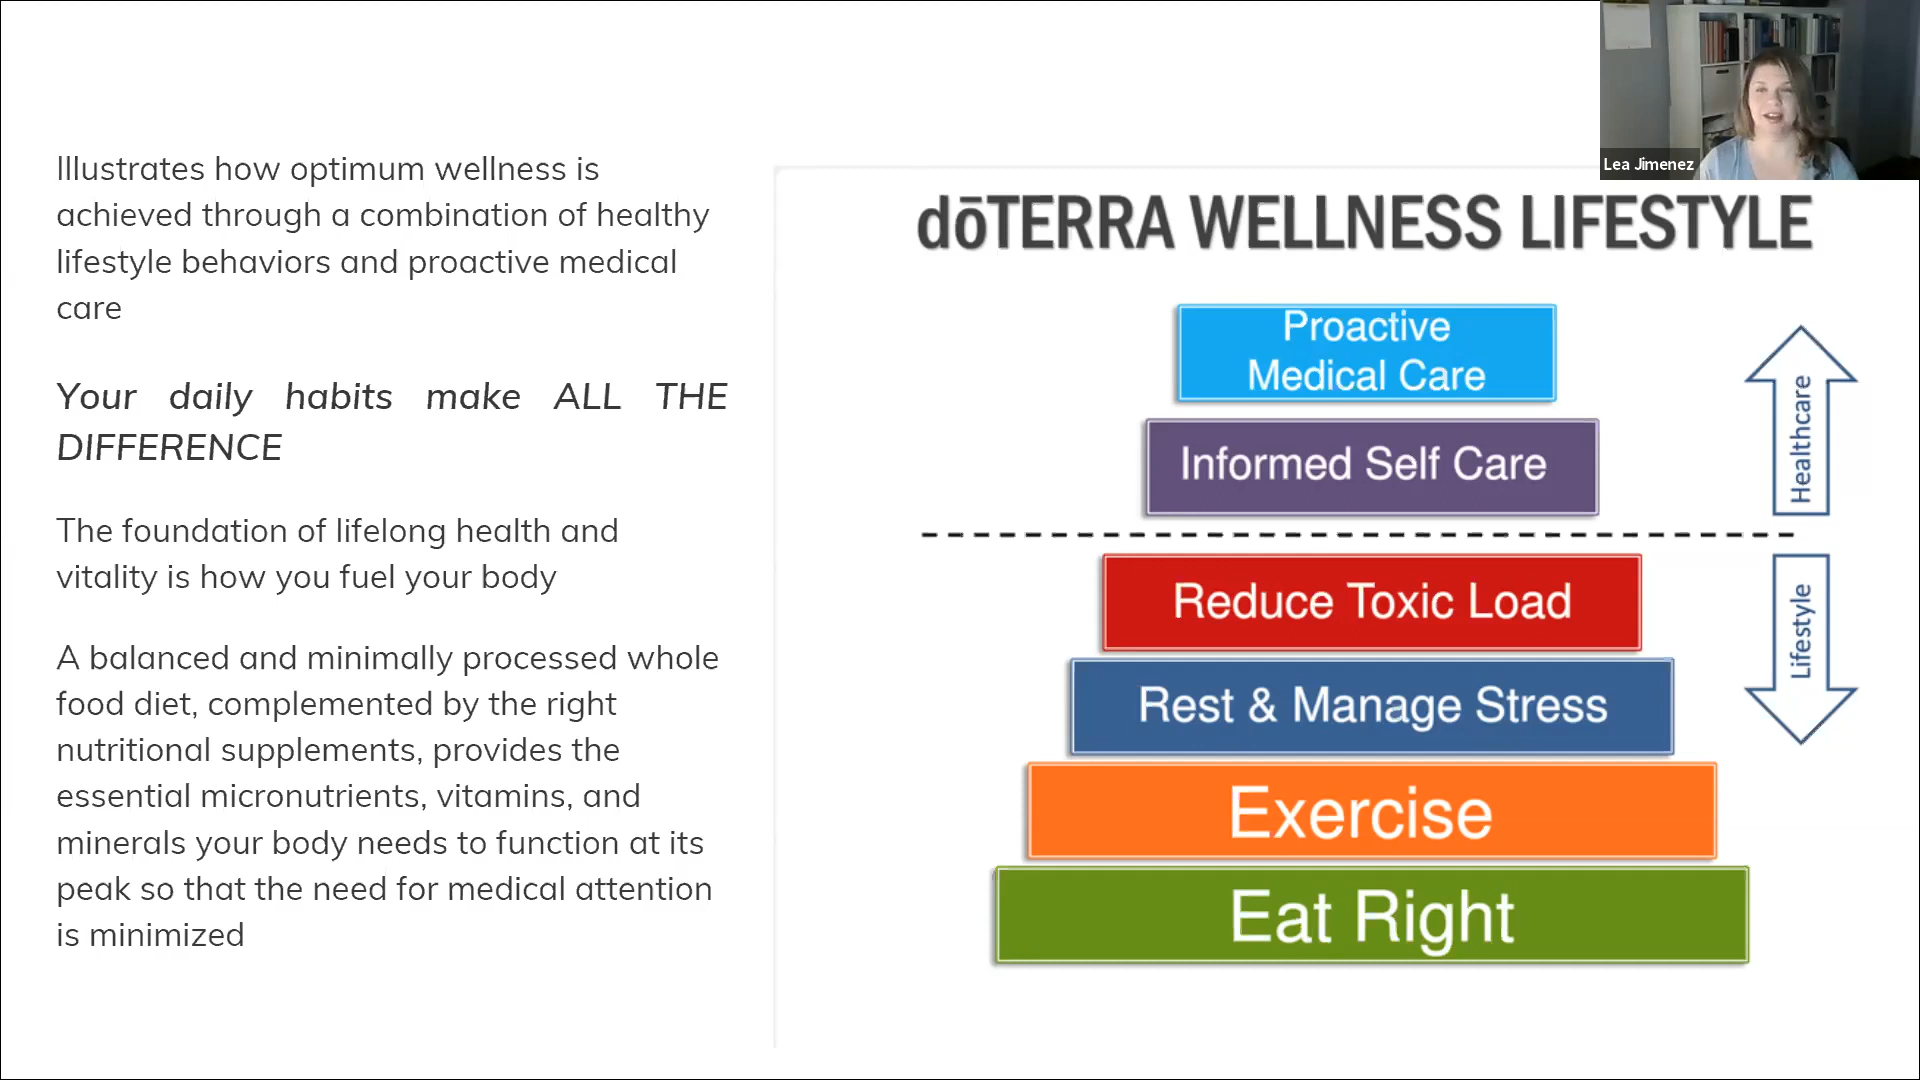 Illustrates how optimum wellness is
achieved through a combination of healthy
lifestyle behaviors and proactive medical
care
Your daily habits make ALL THE
DIFFERENCE
The foundation of lifelong health and
vitality is how you fuel your body
A balanced and minimally processed whole
food diet, complemented by the right
nutritional supplements, provides the
essential micronutrients, vitamins, and
minerals your body needs to function at its
peak so that the need for medical attention
is minimized
Lea Jimenez
dōTERRA WELLNESS LIFESTYLE
Proactive
Medical Care
Informed Self Care
Healthcare
Reduce Toxic Load
Lifestyle
Rest & Manage Stress
Exercise
Eat Right